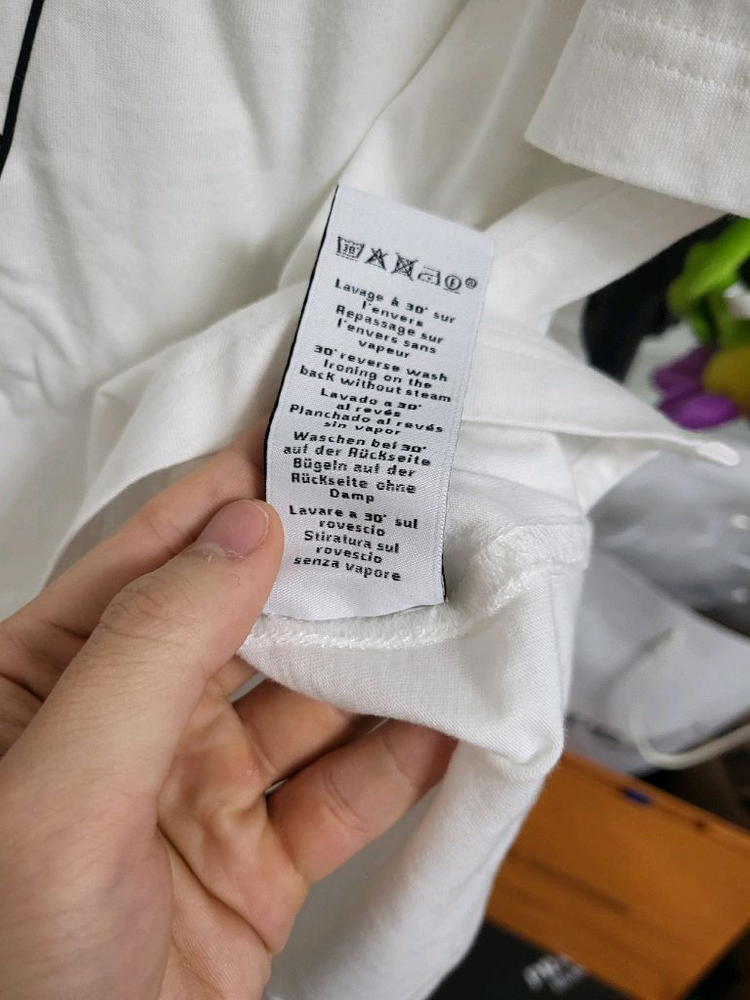 30°
Lavage à 30° sur
l'envers
Repassage sur
l'envers sans
vapeur
30°reverse wash
Ironing on the
back without steam
Lavado a 30°
al revés
Planchado al revés
sin vapor
Waschen bei 30°
auf der Rückseite
Bügeln auf der
Rückseite ohne
Damp
Lavare a 30° sul
rovescio
Stiratura sul
rovescio
senza vapore